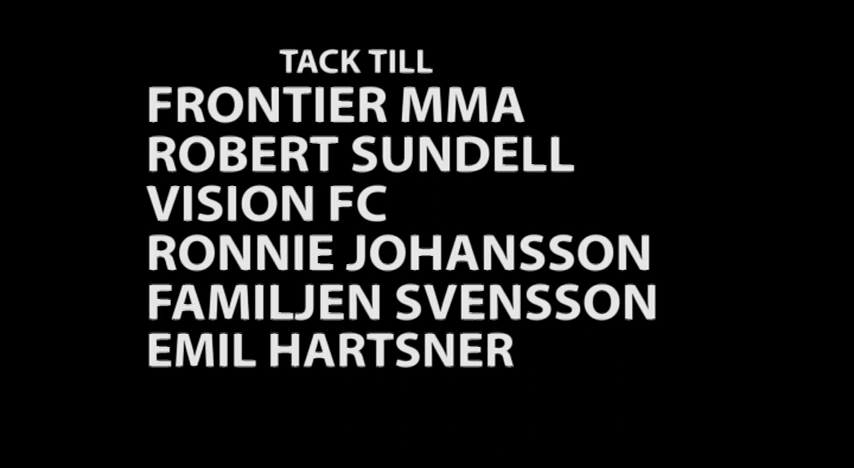 TACK TILL
FRONTIER MMA
ROBERT SUNDELL
VISION FC
RONNIE JOHANSSON
FAMILJEN SVENSSON
EMIL HARTSNER